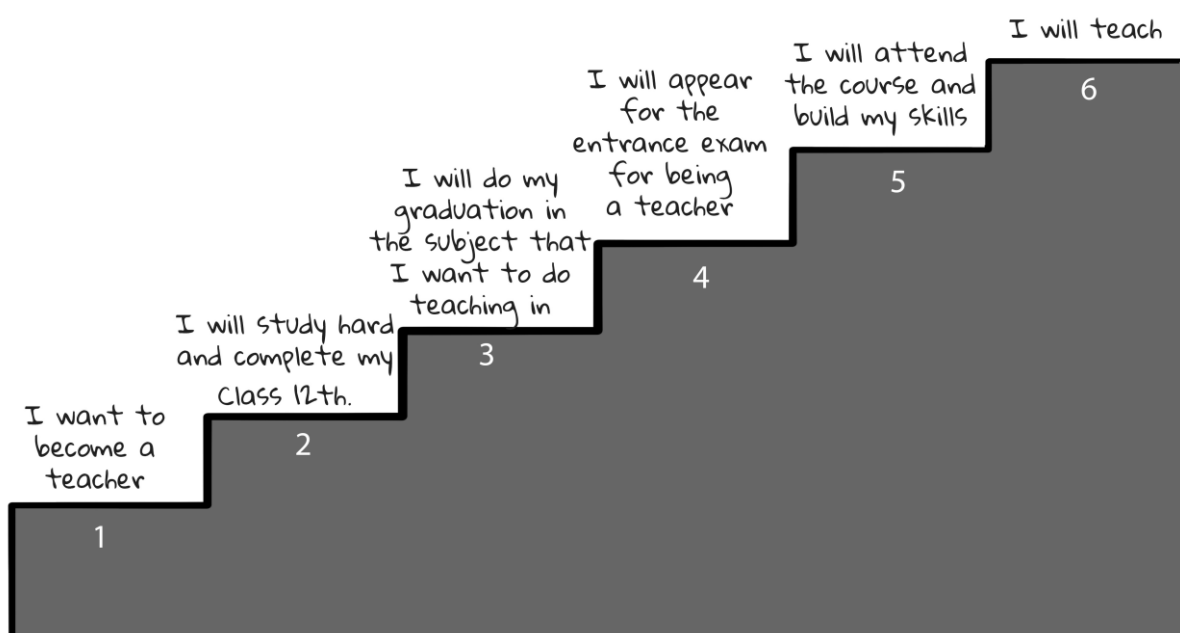 I want to
become a
teacher
1
I will study hard
and complete my
Class 12th.
2
I will do my
graduation in
the subject that
I want to do
teaching in
3
I will appear
for the
entrance exam
for being
a teacher
4
I will attend
the course and
build my skills
5
I will teach
6